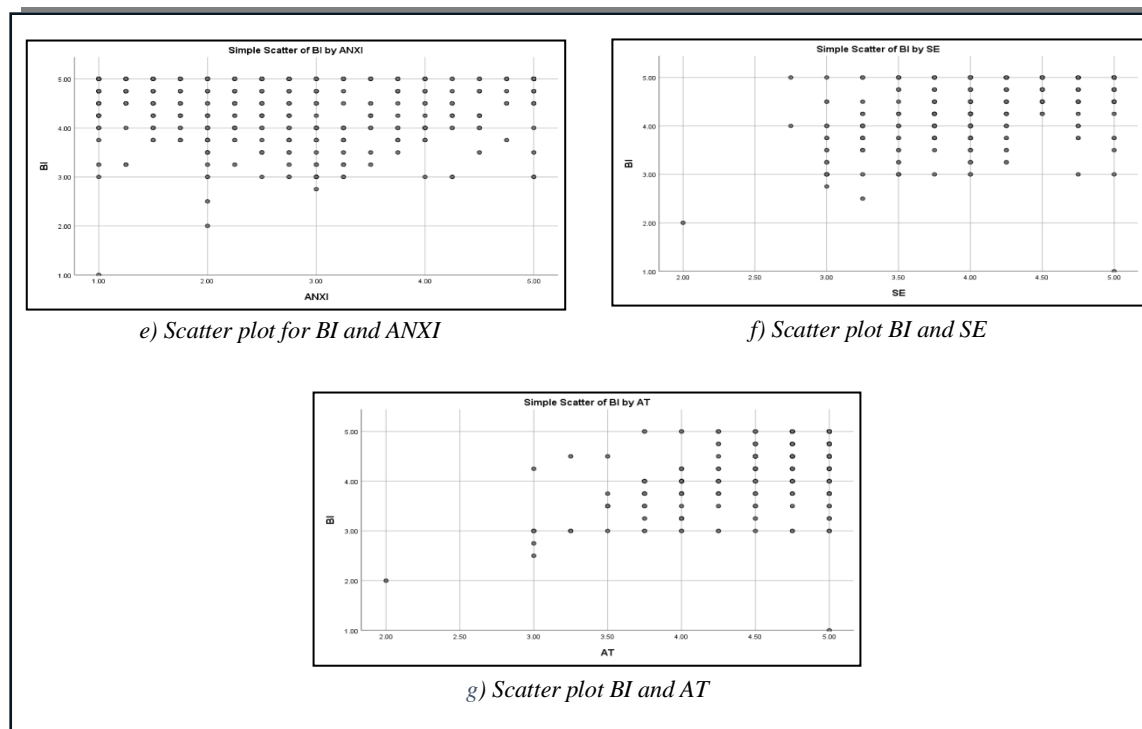 Simple Scatter of BI by ANXI
5.00
4.00
3.00
2.00
1.00
BI
1.00 2.00 3.00 4.00 5.00
ANXI
e) Scatter plot for BI and ANXI
Simple Scatter of BI by SE
5.00
4.00
3.00
2.00
1.00
BI
2.00 2.50 3.00 3.50 4.00 4.50 5.00
SE
f) Scatter plot BI and SE
Simple Scatter of BI by AT
5.00
4.00
3.00
2.00
1.00
BI
2.00 2.50 3.00 3.50 4.00 4.50 5.00
AT
g) Scatter plot BI and AT